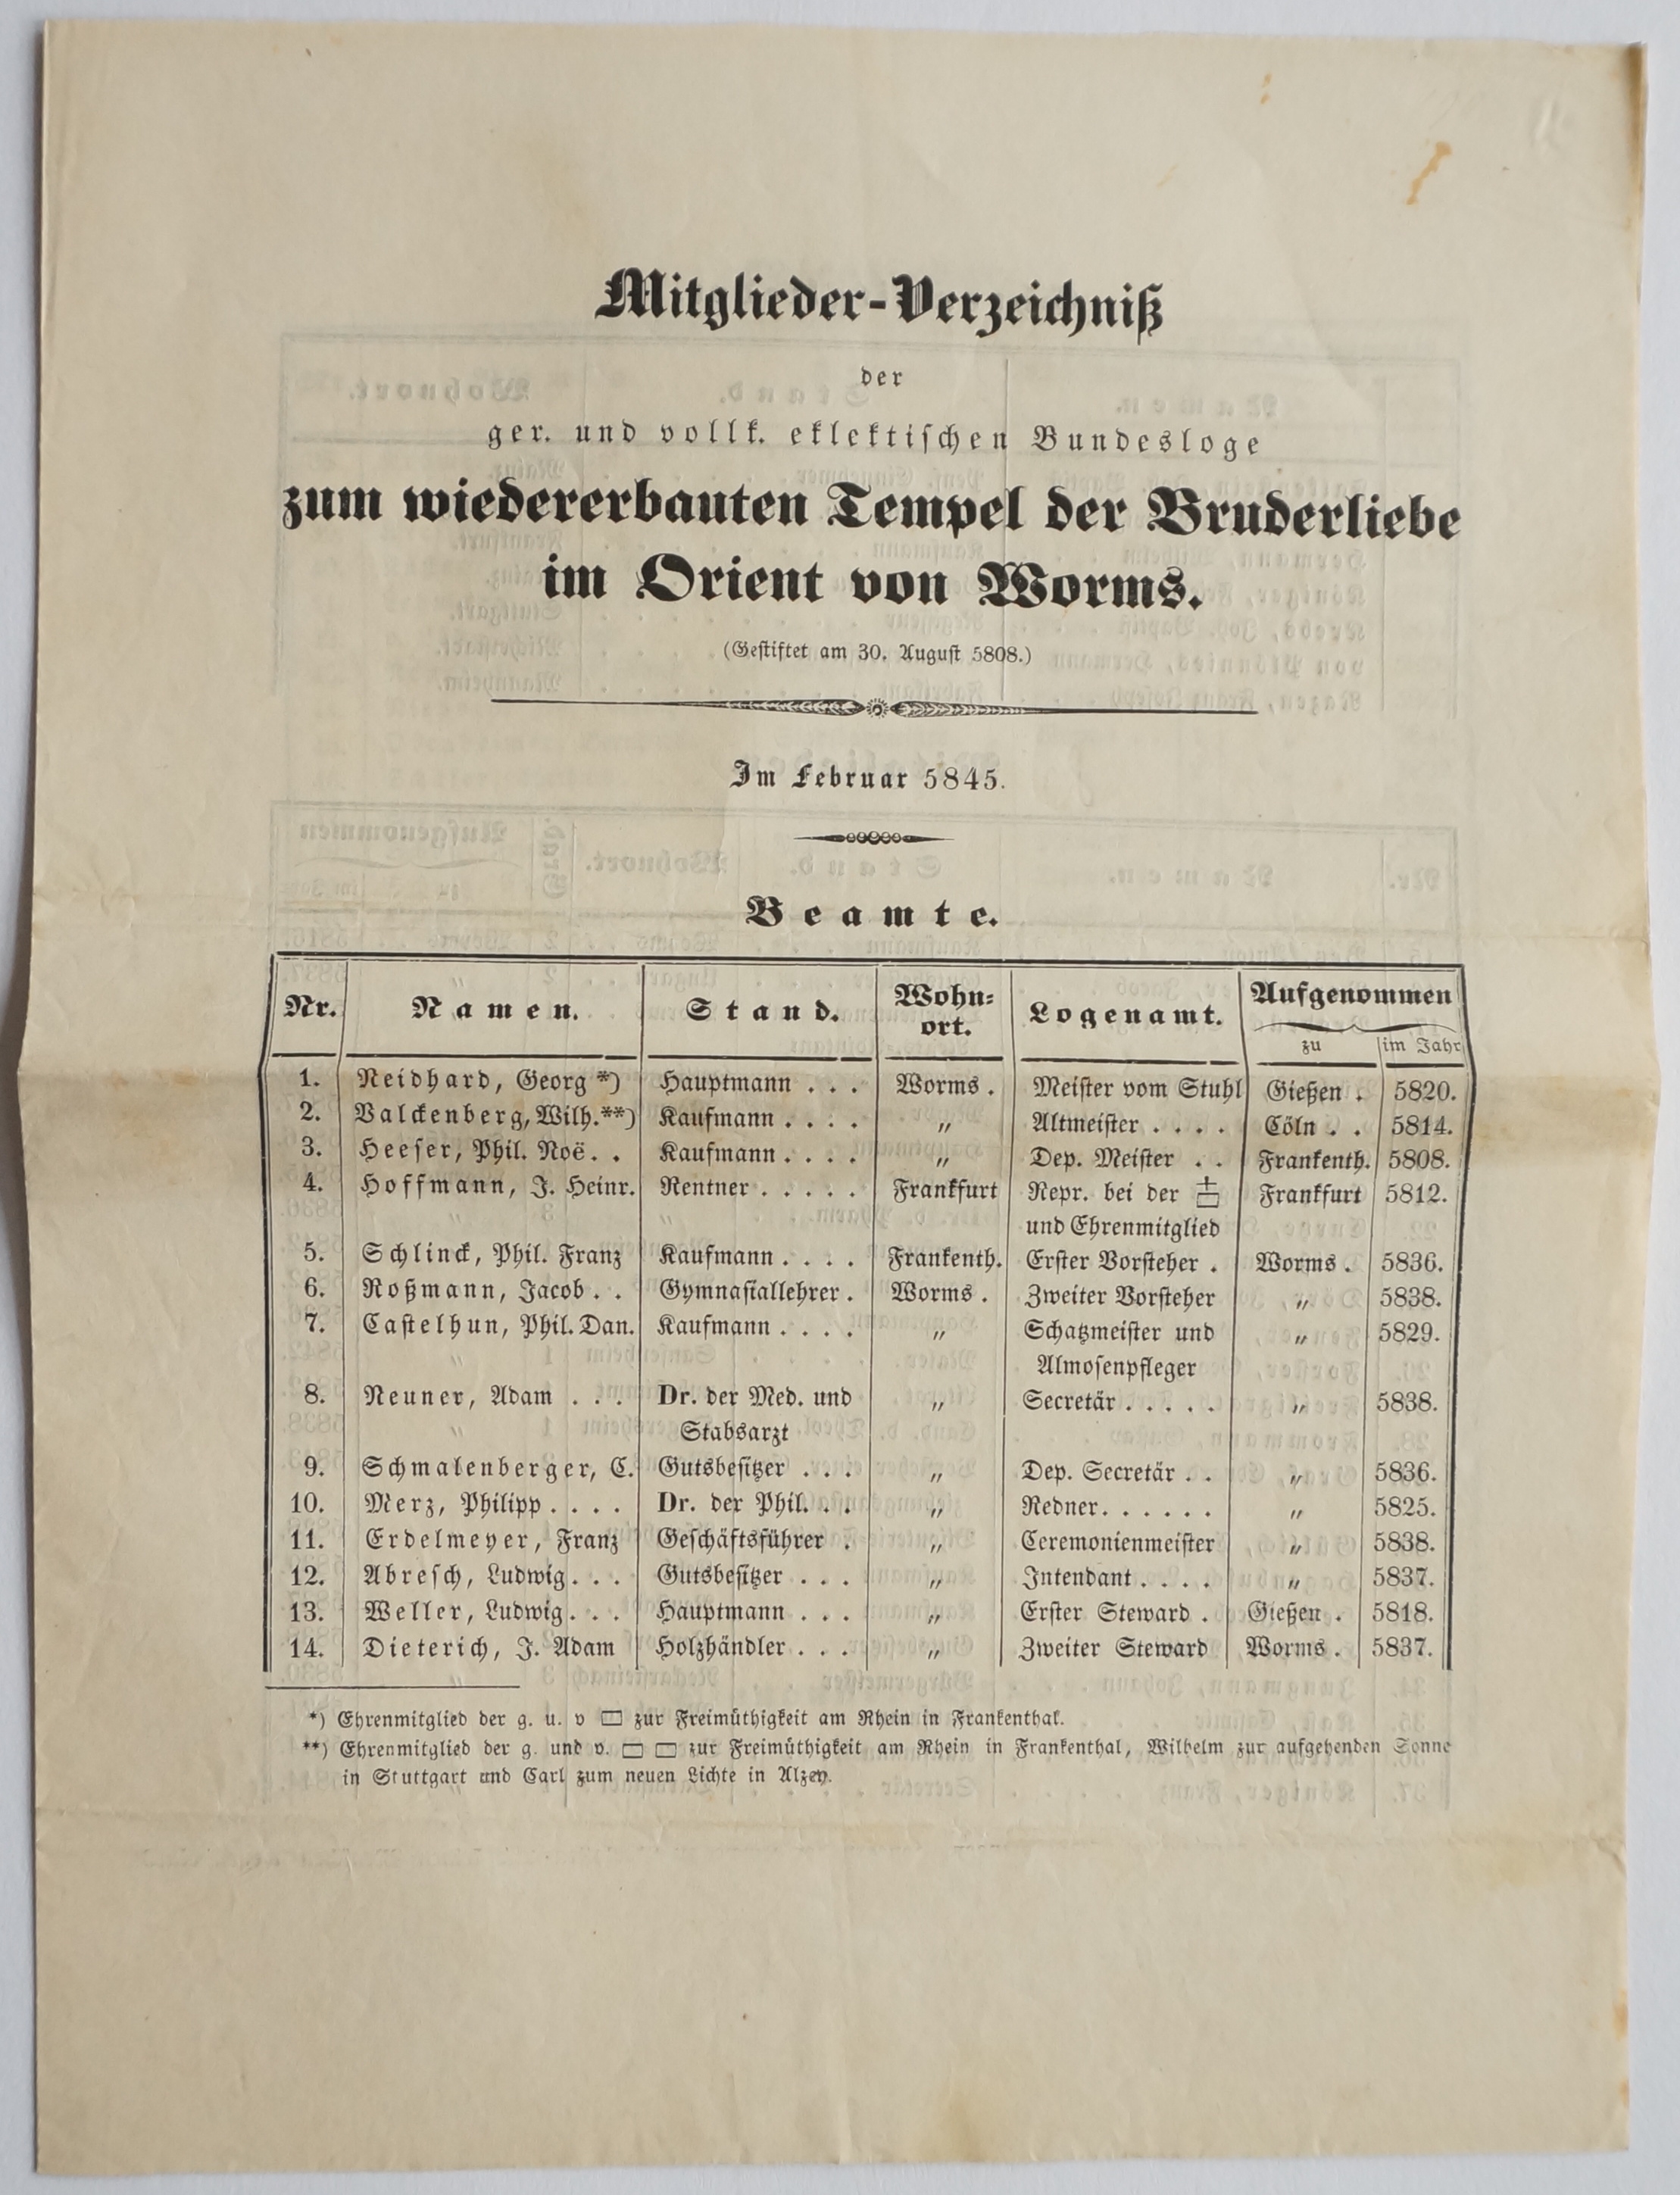 Mitglieder-Verzeichniß
der
ger. und vollk. eklektischen Bundesloge
zum wiedererbauten Tempel der Bruderliebe
im Orient von Worms.
(Gestiftet am 30. August 5808.)
Im Februar 5845.
Beamte.
Nr. Namen. Stand. Wohn-ort. Logenamt. Aufgenommen
zu im Jahr
1. Neidhard, Georg *) Hauptmann . . . Worms . Meister vom Stuhl Gießen . 5820.
2. Valckenberg, Wilh.**) Kaufmann . . . . „ Altmeister . . . . Cöln . . 5814.
3. Heeser, Phil. Noë. . Kaufmann . . . . „ Dep. Meister . . Frankenth. 5808.
4. Hoffmann, J. Heinr. Rentner . . . . . Frankfurt Repr. bei der Frankfurt 5812.
und Ehrenmitglied
5. Schlinck, Phil. Franz Kaufmann . . . . Frankenth. Erster Vorsteher . Worms . 5836.
6. Roßmann, Jacob . . Gymnasiallehrer . Worms . Zweiter Vorsteher „ 5838.
7. Castelhun, Phil. Dan. Kaufmann . . . . „ Schatzmeister und „ 5829.
Almosenpfleger
8. Neuner, Adam . . . Dr. der Med. und „ Secretär . . . . . „ 5838.
Stabsarzt
9. Schmalenberger, C. Gutsbesitzer . . . „ Dep. Secretär . . „ 5836.
10. Merz, Philipp . . . . Dr. der Phil. . . „ Redner. . . . . . „ 5825.
11. Erdelmeyer, Franz Geschäftsführer . „ Ceremonienmeister „ 5838.
12. Abresch, Ludwig . . . Gutsbesitzer . . . „ Intendant . . . . „ 5837.
13. Weller, Ludwig . . . Hauptmann . . . „ Erster Steward . Gießen . 5818.
14. Dieterich, J. Adam Holzhändler . . . „ Zweiter Steward Worms . 5837.
*) Ehrenmitglied der g. u. v □ zur Freimüthigkeit am Rhein in Frankenthal.
**) Ehrenmitglied der g. und v. □ □ zur Freimüthigkeit am Rhein in Frankenthal, Wilhelm zur aufgehenden Sonne
in Stuttgart und Carl zum neuen Lichte in Alzey.